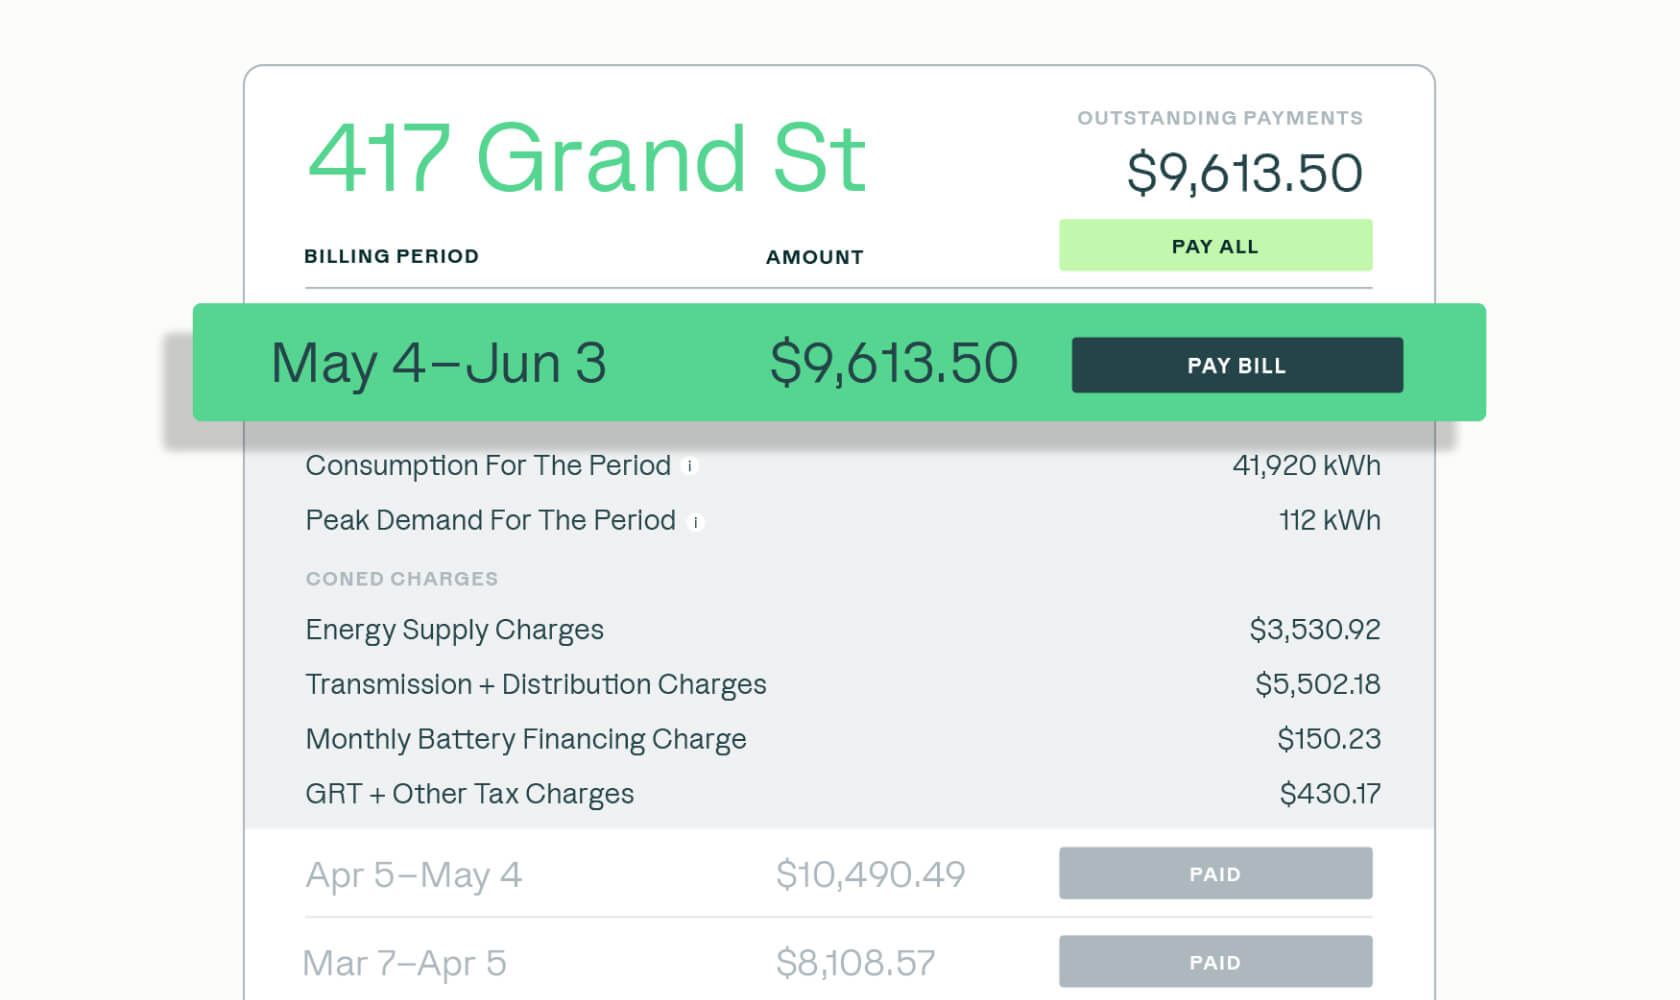 417 Grand St
OUTSTANDING PAYMENTS
$9,613.50
BILLING PERIOD AMOUNT PAY ALL
May 4–Jun 3 $9,613.50 PAY BILL
Consumption For The Period i 41,920 kWh
Peak Demand For The Period i 112 kWh
CONED CHARGES
Energy Supply Charges $3,530.92
Transmission + Distribution Charges $5,502.18
Monthly Battery Financing Charge $150.23
GRT + Other Tax Charges $430.17
Apr 5–May 4 $10,490.49 PAID
Mar 7–Apr 5 $8,108.57 PAID